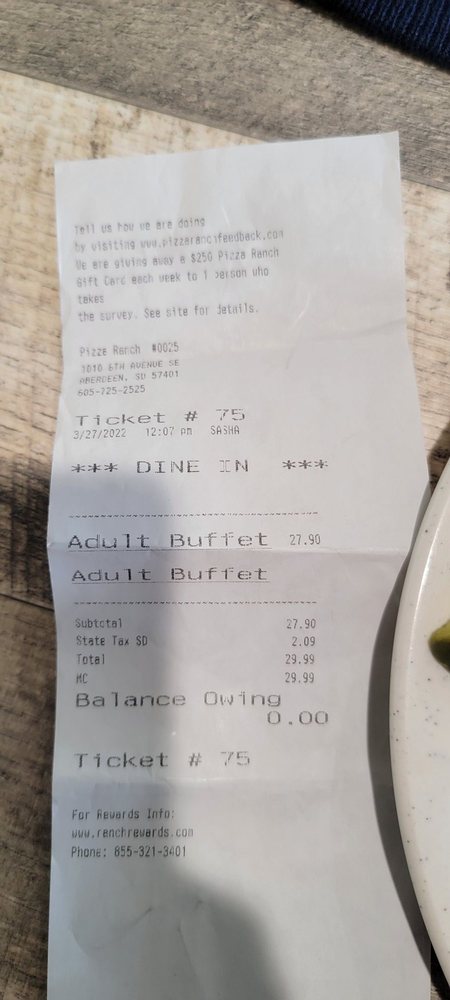 Tell us how we are doing
by visiting www.pizzaranchfeedback.com
We are giving away a $250 Pizza Ranch
Gift Card each week to 1 person who
takes
the survey. See site for details.
Pizza Ranch #0025
1010 6TH AVENUE SE
ABERDEEN, SD 57401
605-725-2525
Ticket # 75
3/27/2022 12:07 pm SASHA
*** DINE IN ***
Adult Buffet 27.90
Adult Buffet
Subtotal 27.90
State Tax SD 2.09
Total 29.99
MC 29.99
Balance Owing
0.00
Ticket # 75
For Rewards Info:
www.ranchrewards.com
Phone: 855-321-3401